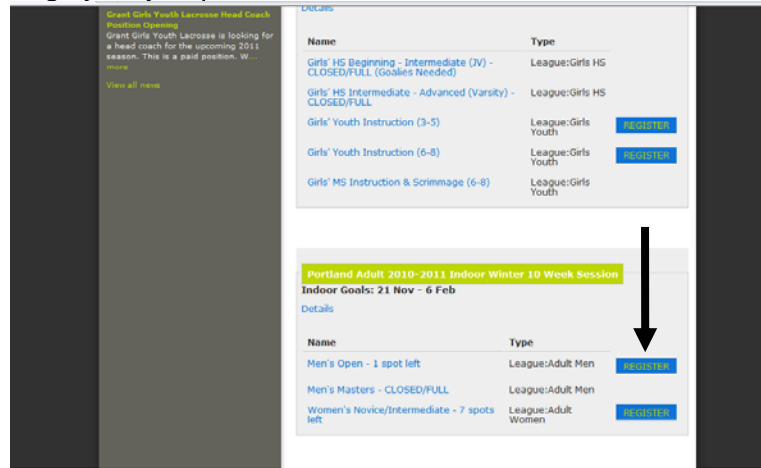 Grant Girls Youth Lacrosse Head Coach
Position Opening
Grant Girls Youth Lacrosse is looking for
a head coach for the upcoming 2011
season. This is a paid position. W...
more
View all news
Details
Name Type
Girls' HS Beginning - Intermediate (JV) - League:Girls HS
CLOSED/FULL (Goalies Needed)
Girls' HS Intermediate - Advanced (Varsity) - League:Girls HS
CLOSED/FULL
Girls' Youth Instruction (3-5) League:Girls Youth REGISTER
Girls' Youth Instruction (6-8) League:Girls Youth REGISTER
Girls' MS Instruction & Scrimmage (6-8) League:Girls Youth
Portland Adult 2010-2011 Indoor Winter 10 Week Session
Indoor Goals: 21 Nov - 6 Feb
Details
Name Type
Men's Open - 1 spot left League:Adult Men REGISTER
Men's Masters - CLOSED/FULL League:Adult Men
Women's Novice/Intermediate - 7 spots left League:Adult Women REGISTER